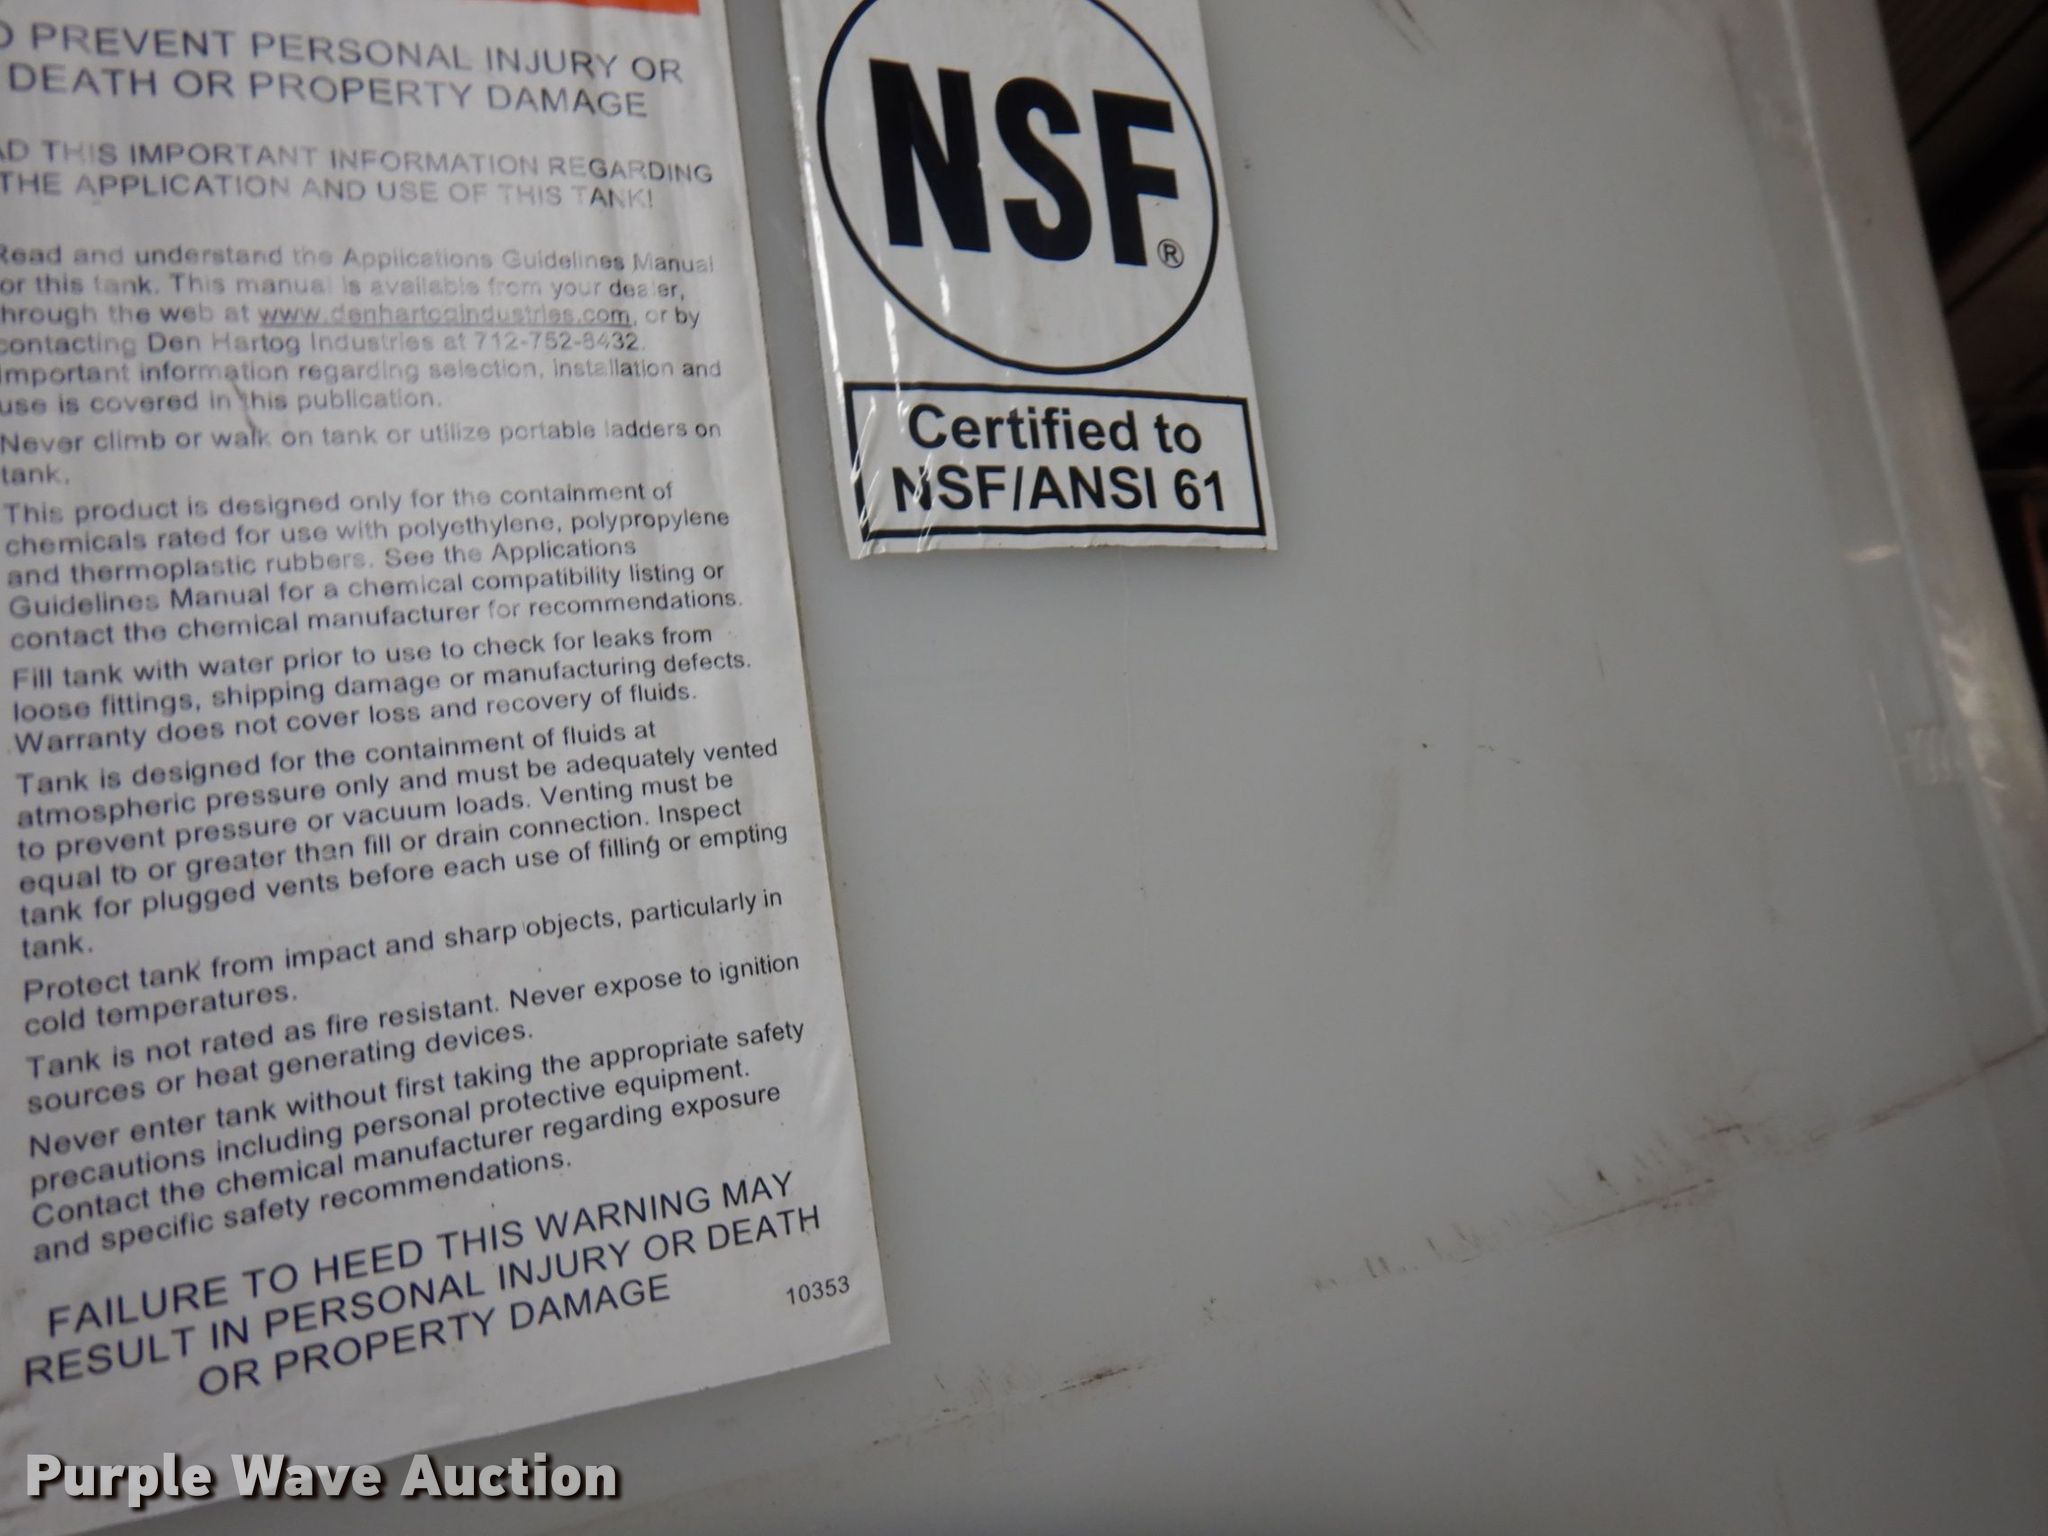 PREVENT PERSONAL INJURY OR
DEATH OR PROPERTY DAMAGE
THIS IMPORTANT INFORMATION REGARDING
THE APPLICATION AND USE OF THIS TANK!
Read and understand the Applications Guidelines Manual
or this tank. This manual is available from your dealer,
through the web at www.denhartogindustries.com, or by
contacting Den Hartog Industries at 712-752-8432.
Important information regarding selection, installation and
use is covered in this publication.
Never climb or walk on tank or utilize portable ladders on
tank.
This product is designed only for the containment of
chemicals rated for use with polyethylene, polypropylene
and thermoplastic rubbers. See the Applications
Guidelines Manual for a chemical compatibility listing or
contact the chemical manufacturer for recommendations.
Fill tank with water prior to use to check for leaks from
loose fittings, shipping damage or manufacturing defects.
Warranty does not cover loss and recovery of fluids.
Tank is designed for the containment of fluids at
atmospheric pressure only and must be adequately vented
to prevent pressure or vacuum loads. Venting must be
equal to or greater than fill or drain connection. Inspect
tank for plugged vents before each use of filling or empting
tank.
Protect tank from impact and sharp objects, particularly in
cold temperatures.
Tank is not rated as fire resistant. Never expose to ignition
sources or heat generating devices.
Never enter tank without first taking the appropriate safety
precautions including personal protective equipment.
Contact the chemical manufacturer regarding exposure
and specific safety recommendations.
FAILURE TO HEED THIS WARNING MAY
RESULT IN PERSONAL INJURY OR DEATH
OR PROPERTY DAMAGE
10353
NSF®
Certified to
NSF/ANSI 61
Purple Wave Auction